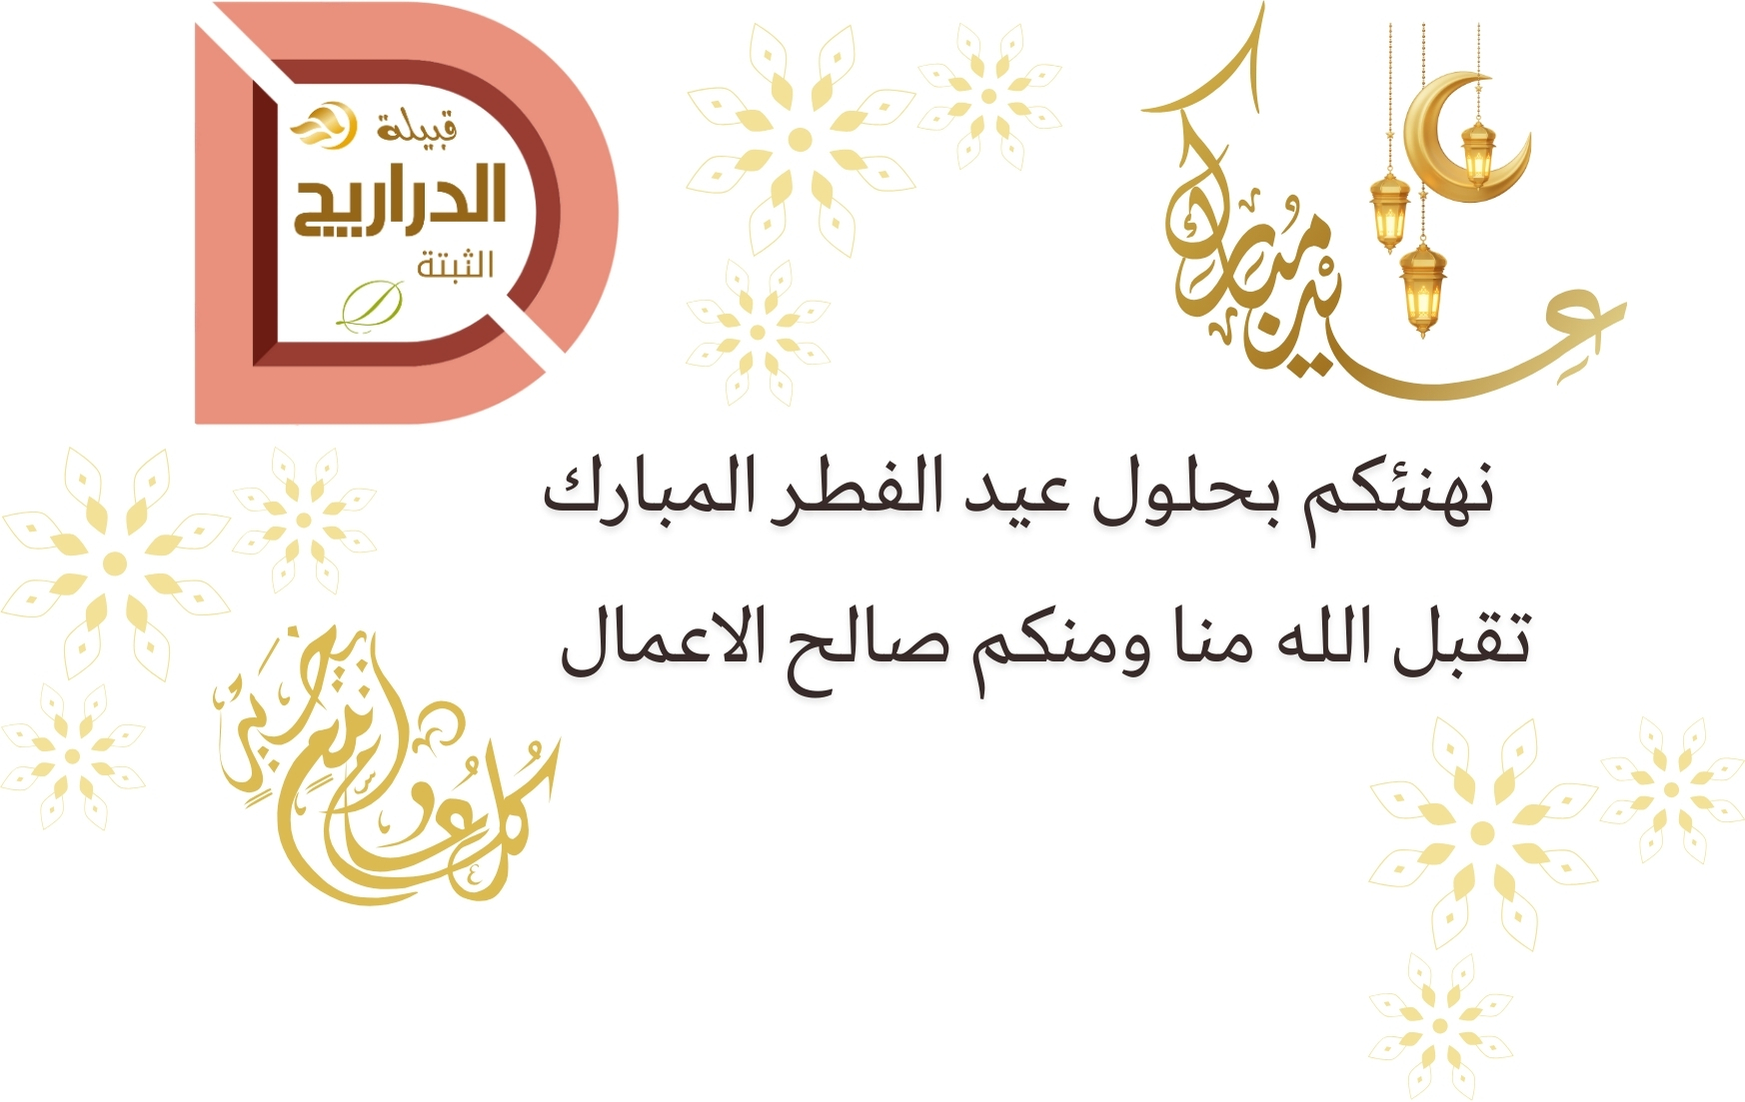 قبيلة
الدراريج
الثبتة
D
عيد مبارك
نهنئكم بحلول عيد الفطر المبارك
تقبل الله منا ومنكم صالح الاعمال
كل عام وانتم بخير